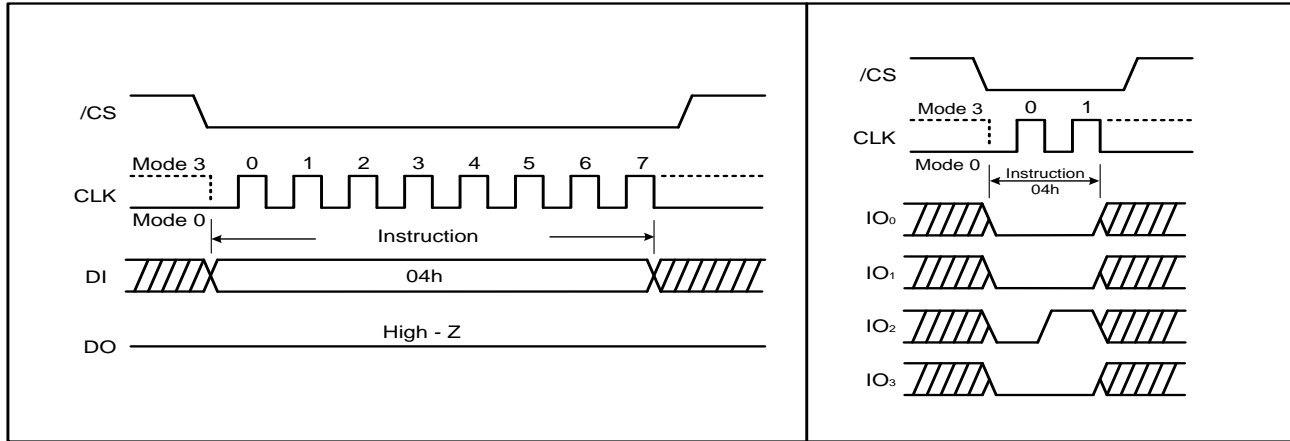 /CS
Mode 3 0 1 2 3 4 5 6 7
CLK
Mode 0
Instruction
DI 04h
High - Z
DO
/CS
Mode 3 0 1
CLK
Mode 0 Instruction
04h
IO₀
IO₁
IO₂
IO₃